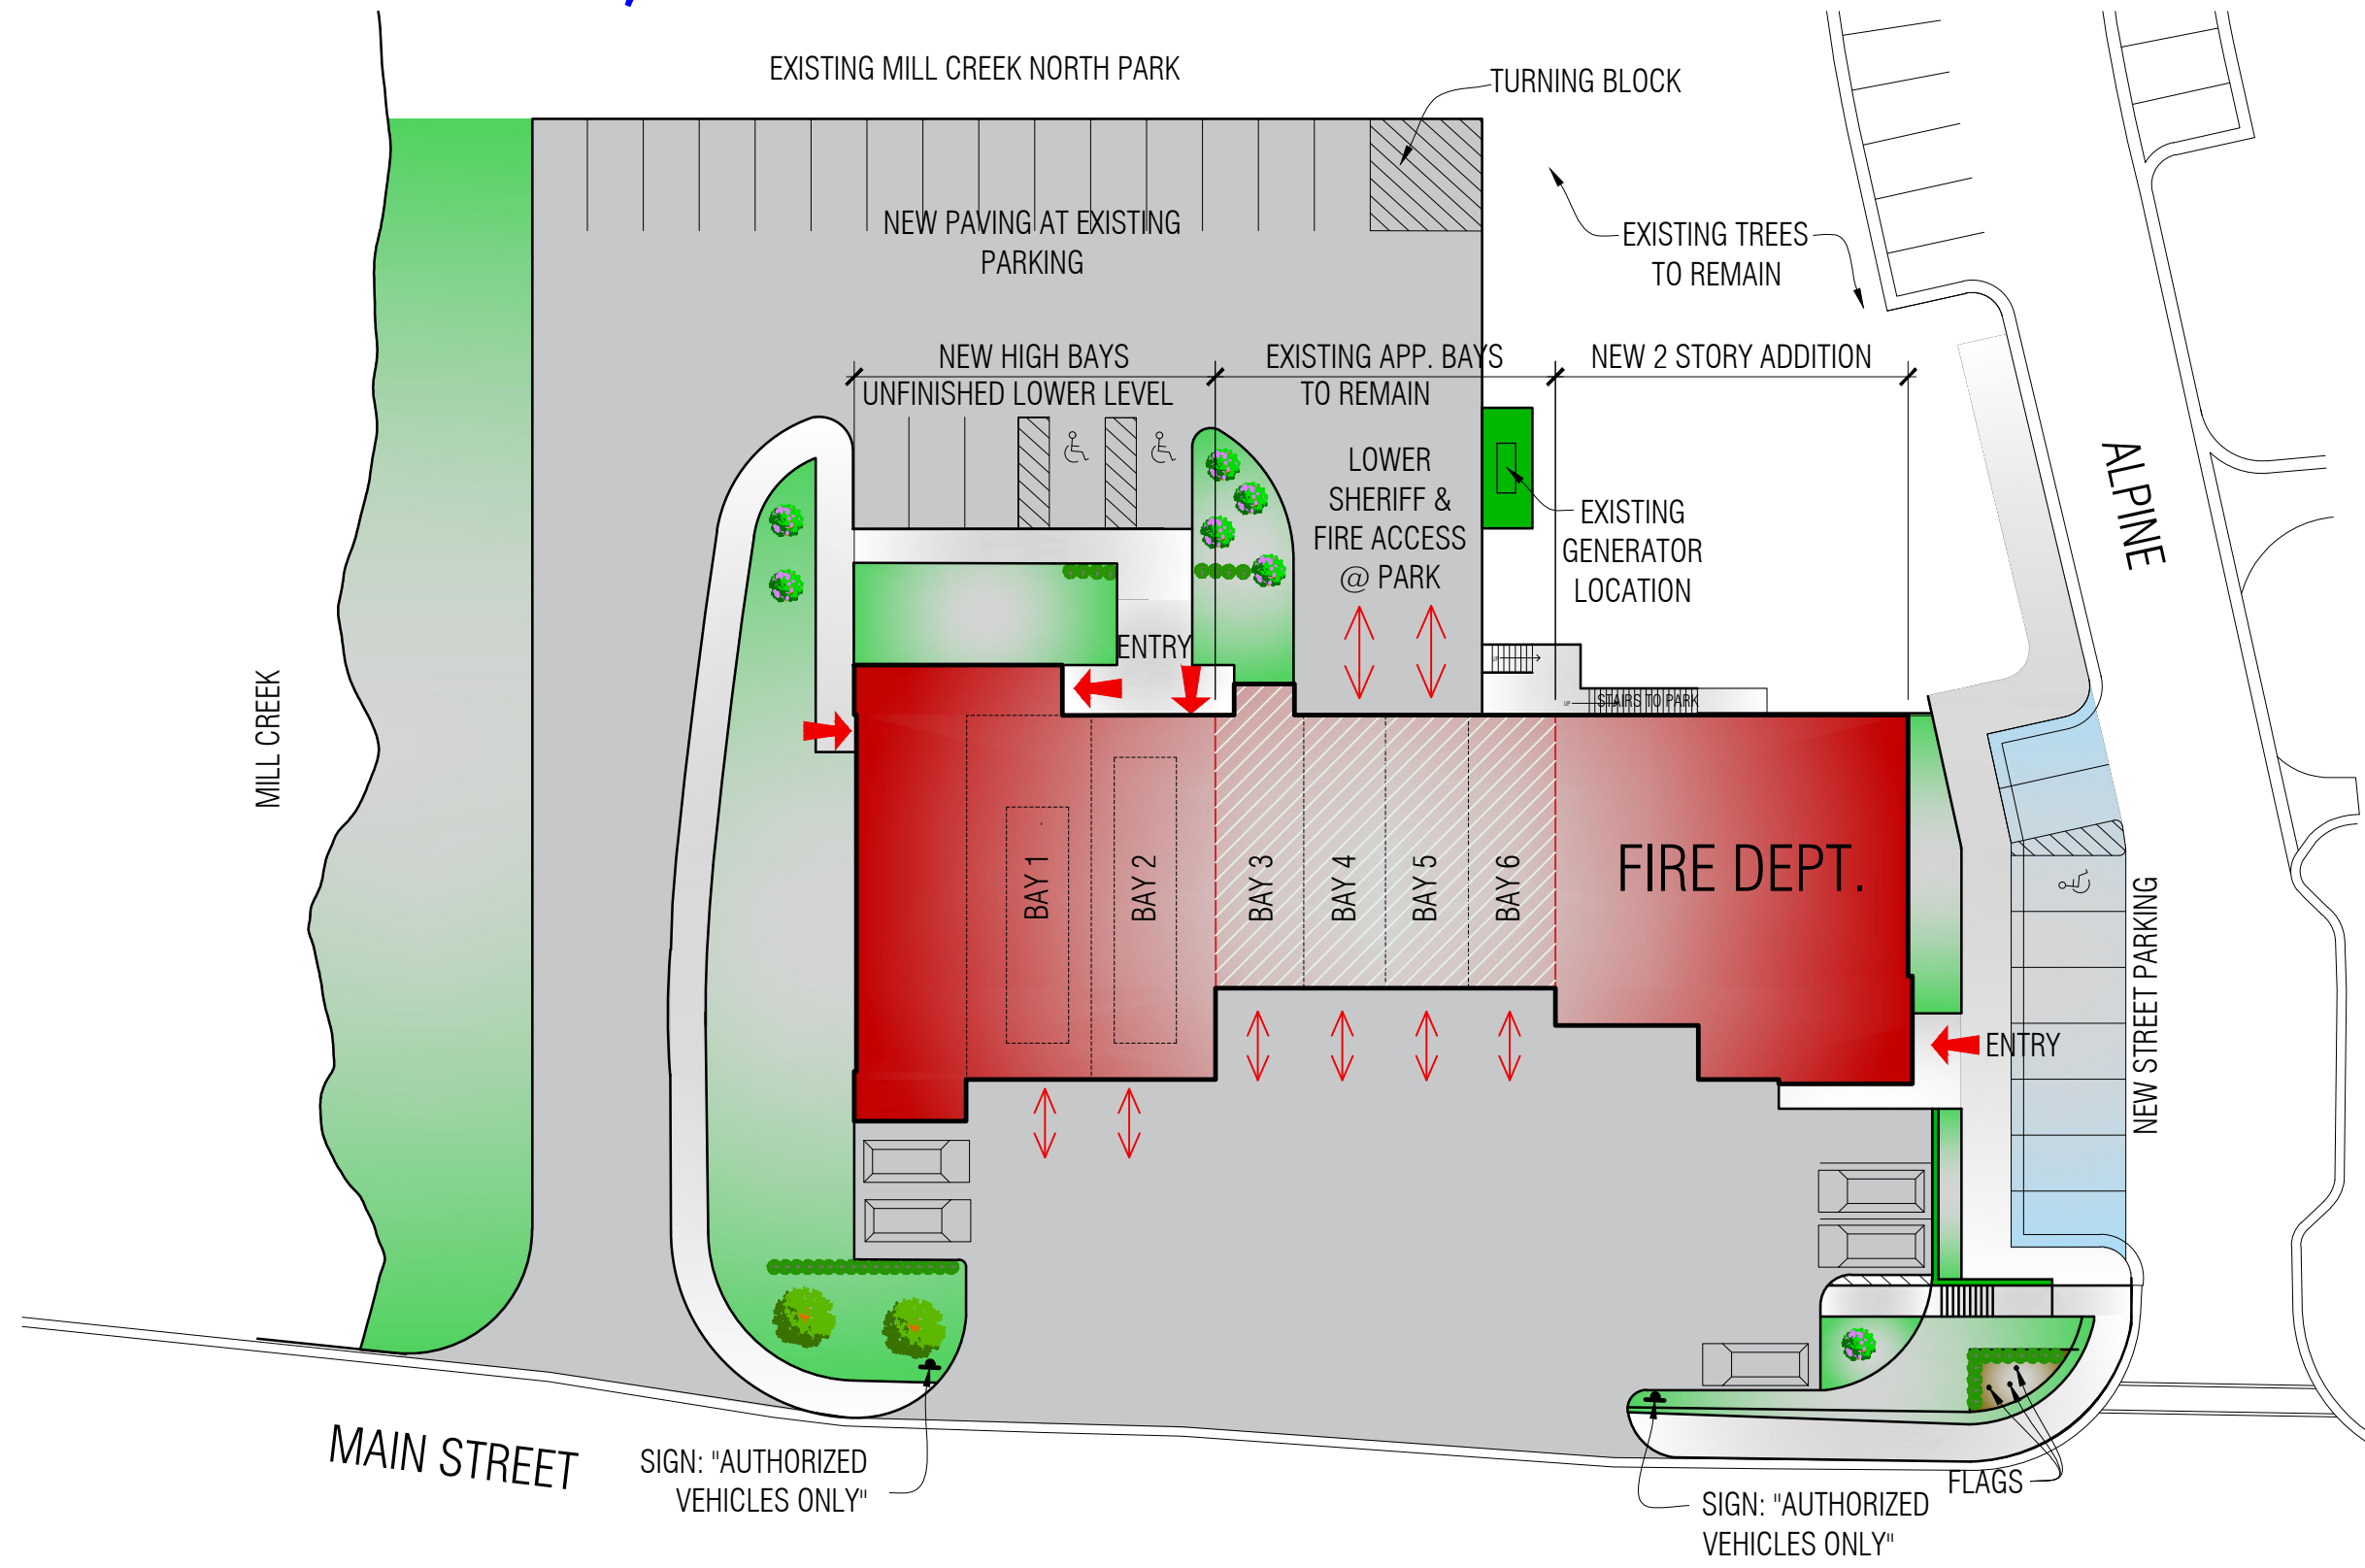 EXISTING MILL CREEK NORTH PARK
TURNING BLOCK
NEW PAVING AT EXISTING
PARKING
EXISTING TREES
TO REMAIN
NEW HIGH BAYS
UNFINISHED LOWER LEVEL
EXISTING APP. BAYS
TO REMAIN
NEW 2 STORY ADDITION
LOWER
SHERIFF &
FIRE ACCESS
@ PARK
EXISTING
GENERATOR
LOCATION
ALPINE
ENTRY
UP
UP
STAIRS TO PARK
MILL CREEK
BAY 1
BAY 2
BAY 3
BAY 4
BAY 5
BAY 6
FIRE DEPT.
ENTRY
NEW STREET PARKING
MAIN STREET
SIGN: "AUTHORIZED
VEHICLES ONLY"
FLAGS
SIGN: "AUTHORIZED
VEHICLES ONLY"